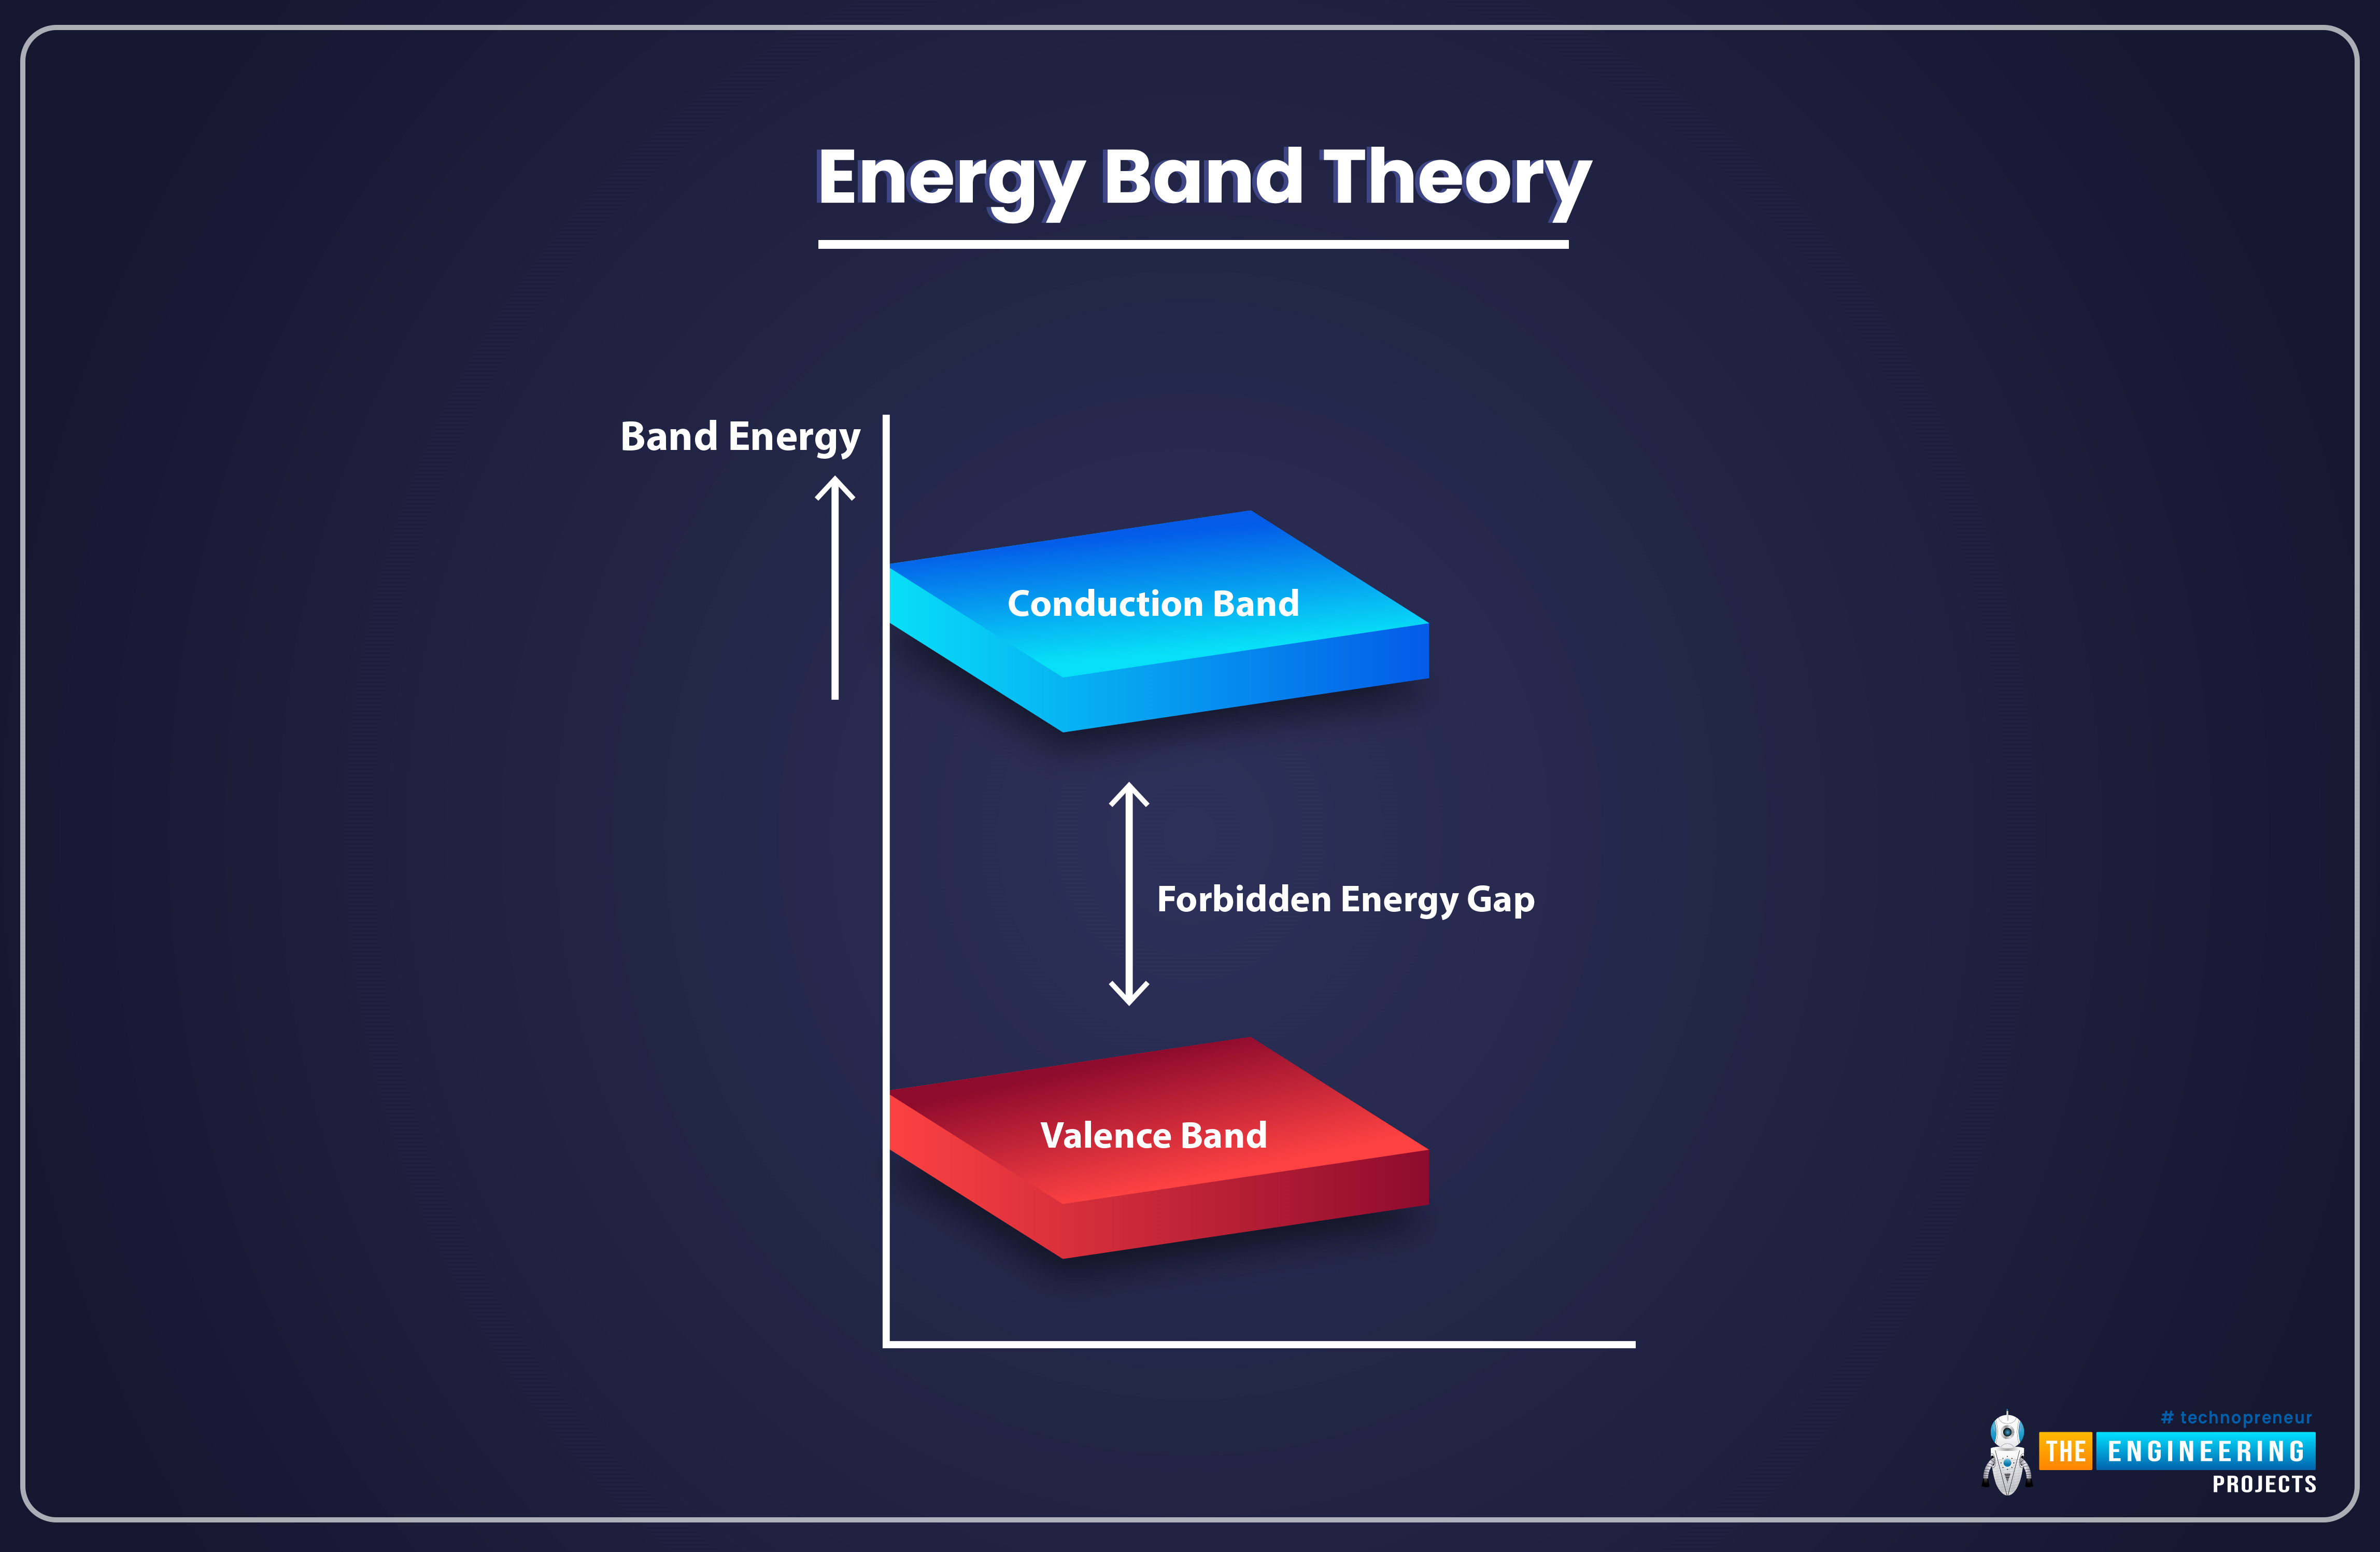 Energy Band Theory
Band Energy
Conduction Band
Forbidden Energy Gap
Valence Band
# technopreneur
THE ENGINEERING
PROJECTS